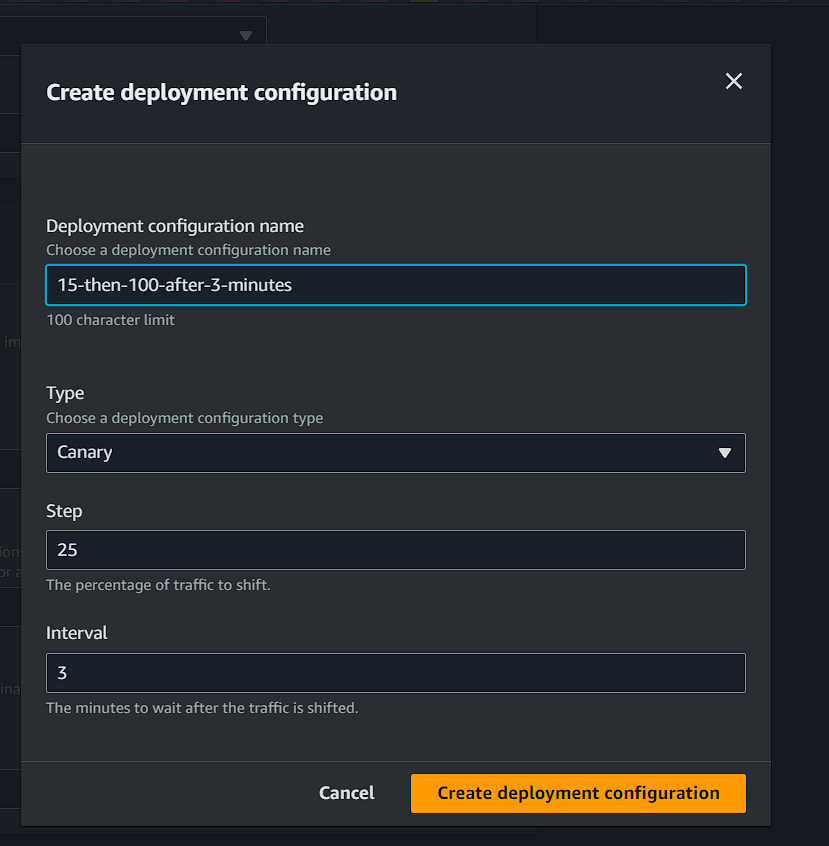 Create deployment configuration
Deployment configuration name
Choose a deployment configuration name
15-then-100-after-3-minutes
100 character limit
im
Type
Choose a deployment configuration type
Canary
Step
25
The percentage of traffic to shift.
Interval
3
The minutes to wait after the traffic is shifted.
Cancel
Create deployment configuration